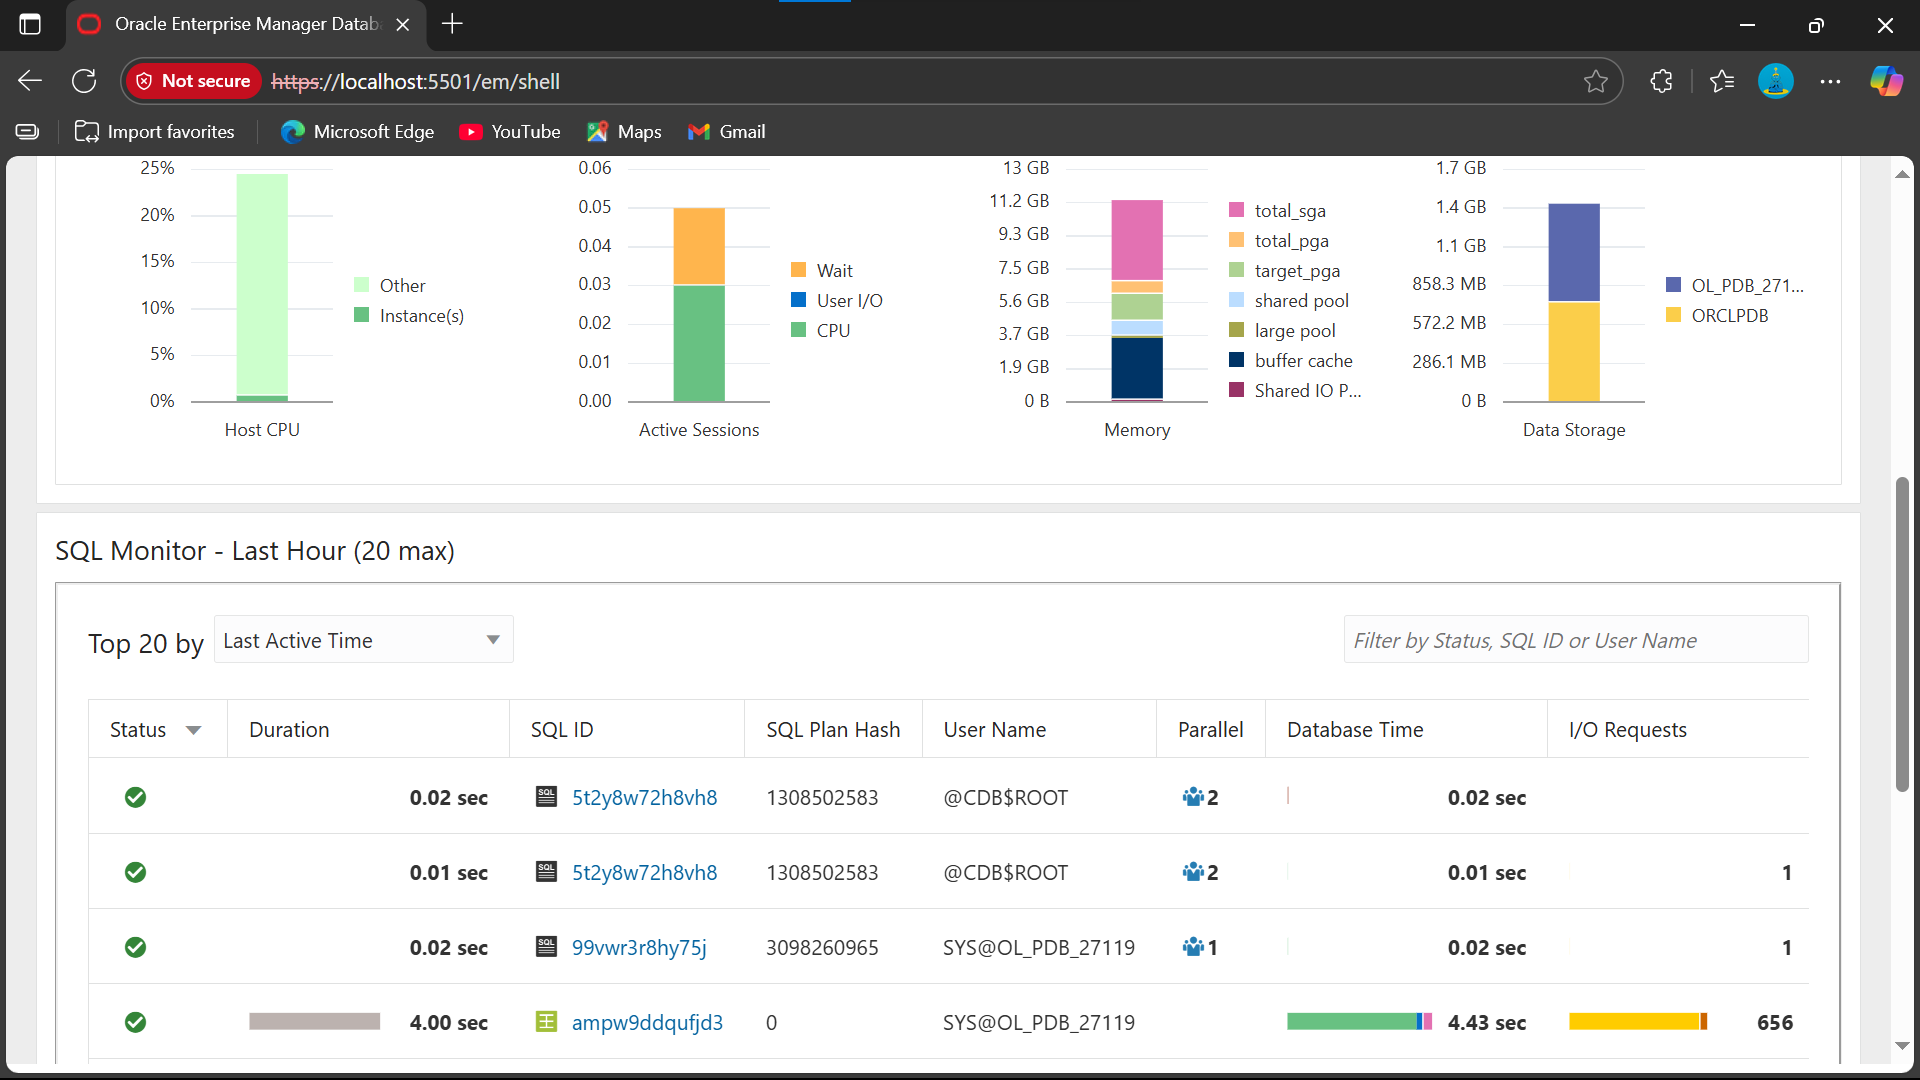 Oracle Enterprise Manager Datab
Not secure https://localhost:5501/em/shell
Import favorites Microsoft Edge YouTube Maps Gmail
25%
20%
15%
10%
5%
0%
Other
Instance(s)
Host CPU
0.06
0.05
0.04
0.03
0.02
0.01
0.00
Wait
User I/O
CPU
Active Sessions
13 GB
11.2 GB
9.3 GB
7.5 GB
5.6 GB
3.7 GB
1.9 GB
0 B
total_sga
total_pga
target_pga
shared pool
large pool
buffer cache
Shared IO P...
Memory
1.7 GB
1.4 GB
1.1 GB
858.3 MB
572.2 MB
286.1 MB
0 B
OL_PDB_271...
ORCLPDB
Data Storage
SQL Monitor - Last Hour (20 max)
Top 20 by Last Active Time Filter by Status, SQL ID or User Name
Status Duration SQL ID SQL Plan Hash User Name Parallel Database Time I/O Requests
0.02 sec SQL 5t2y8w72h8vh8 1308502583 @CDB$ROOT 2 0.02 sec
0.01 sec SQL 5t2y8w72h8vh8 1308502583 @CDB$ROOT 2 0.01 sec 1
0.02 sec SQL 99vwr3r8hy75j 3098260965 SYS@OL_PDB_27119 1 0.02 sec 1
4.00 sec ampw9ddqufjd3 0 SYS@OL_PDB_27119 4.43 sec 656